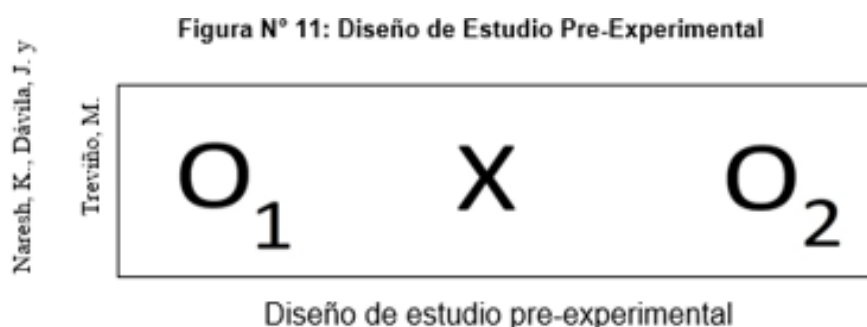 Figura N° 11: Diseño de Estudio Pre-Experimental
Naresh, K., Dávila, J. y
Treviño, M.
O₁ X O₂
Diseño de estudio pre-experimental